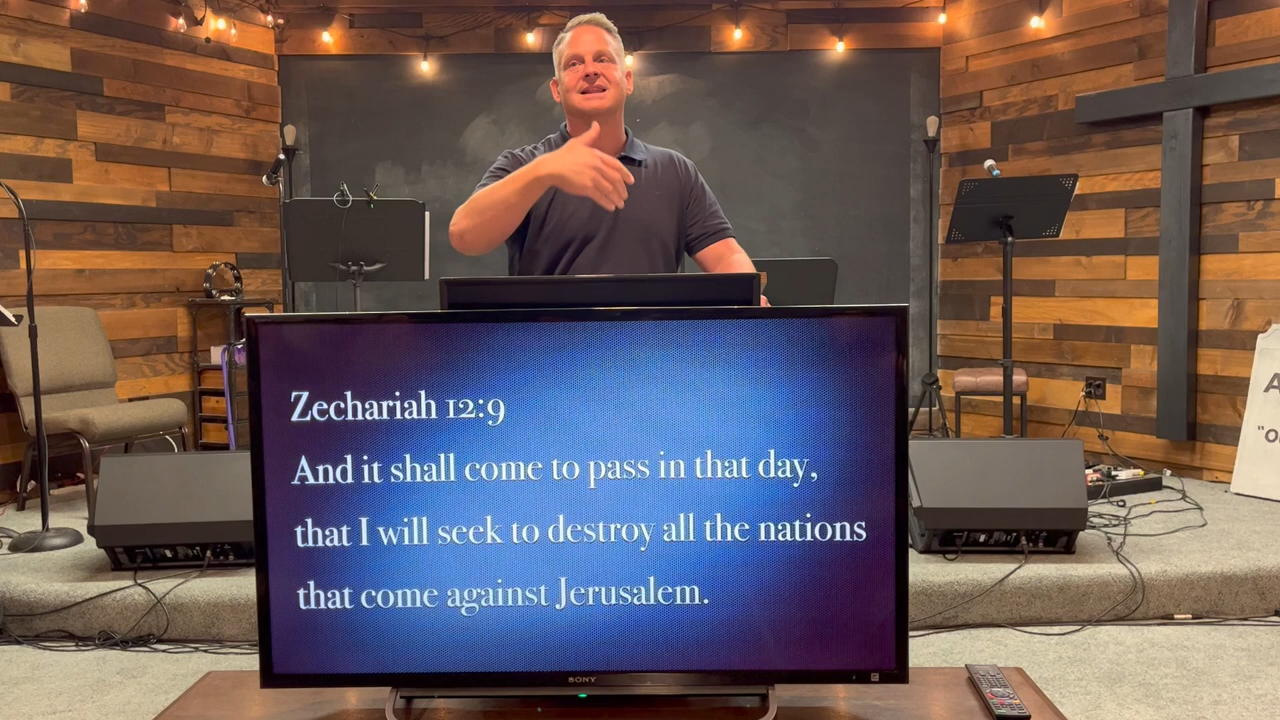 Zechariah 12:9
And it shall come to pass in that day,
that I will seek to destroy all the nations
that come against Jerusalem.
SONY